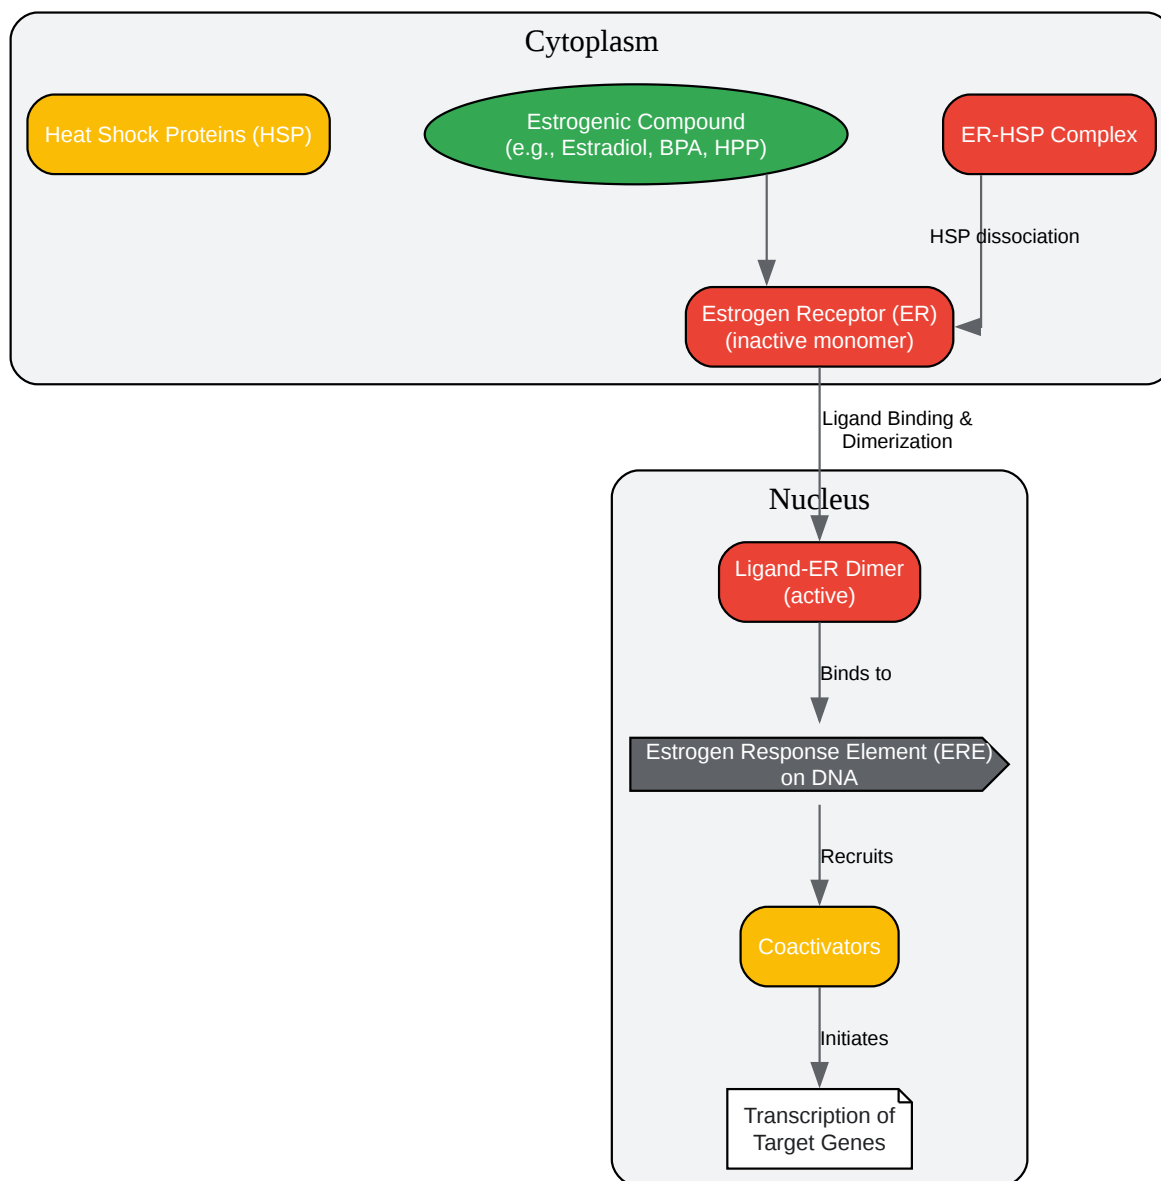 Cytoplasm
Heat Shock Proteins (HSP)
Estrogenic Compound
(e.g., Estradiol, BPA, HPP)
ER-HSP Complex
HSP dissociation
Estrogen Receptor (ER)
(inactive monomer)
Ligand Binding &
Dimerization
Nucleus
Ligand-ER Dimer
(active)
Binds to
Estrogen Response Element (ERE)
on DNA
Recruits
Coactivators
Initiates
Transcription of
Target Genes